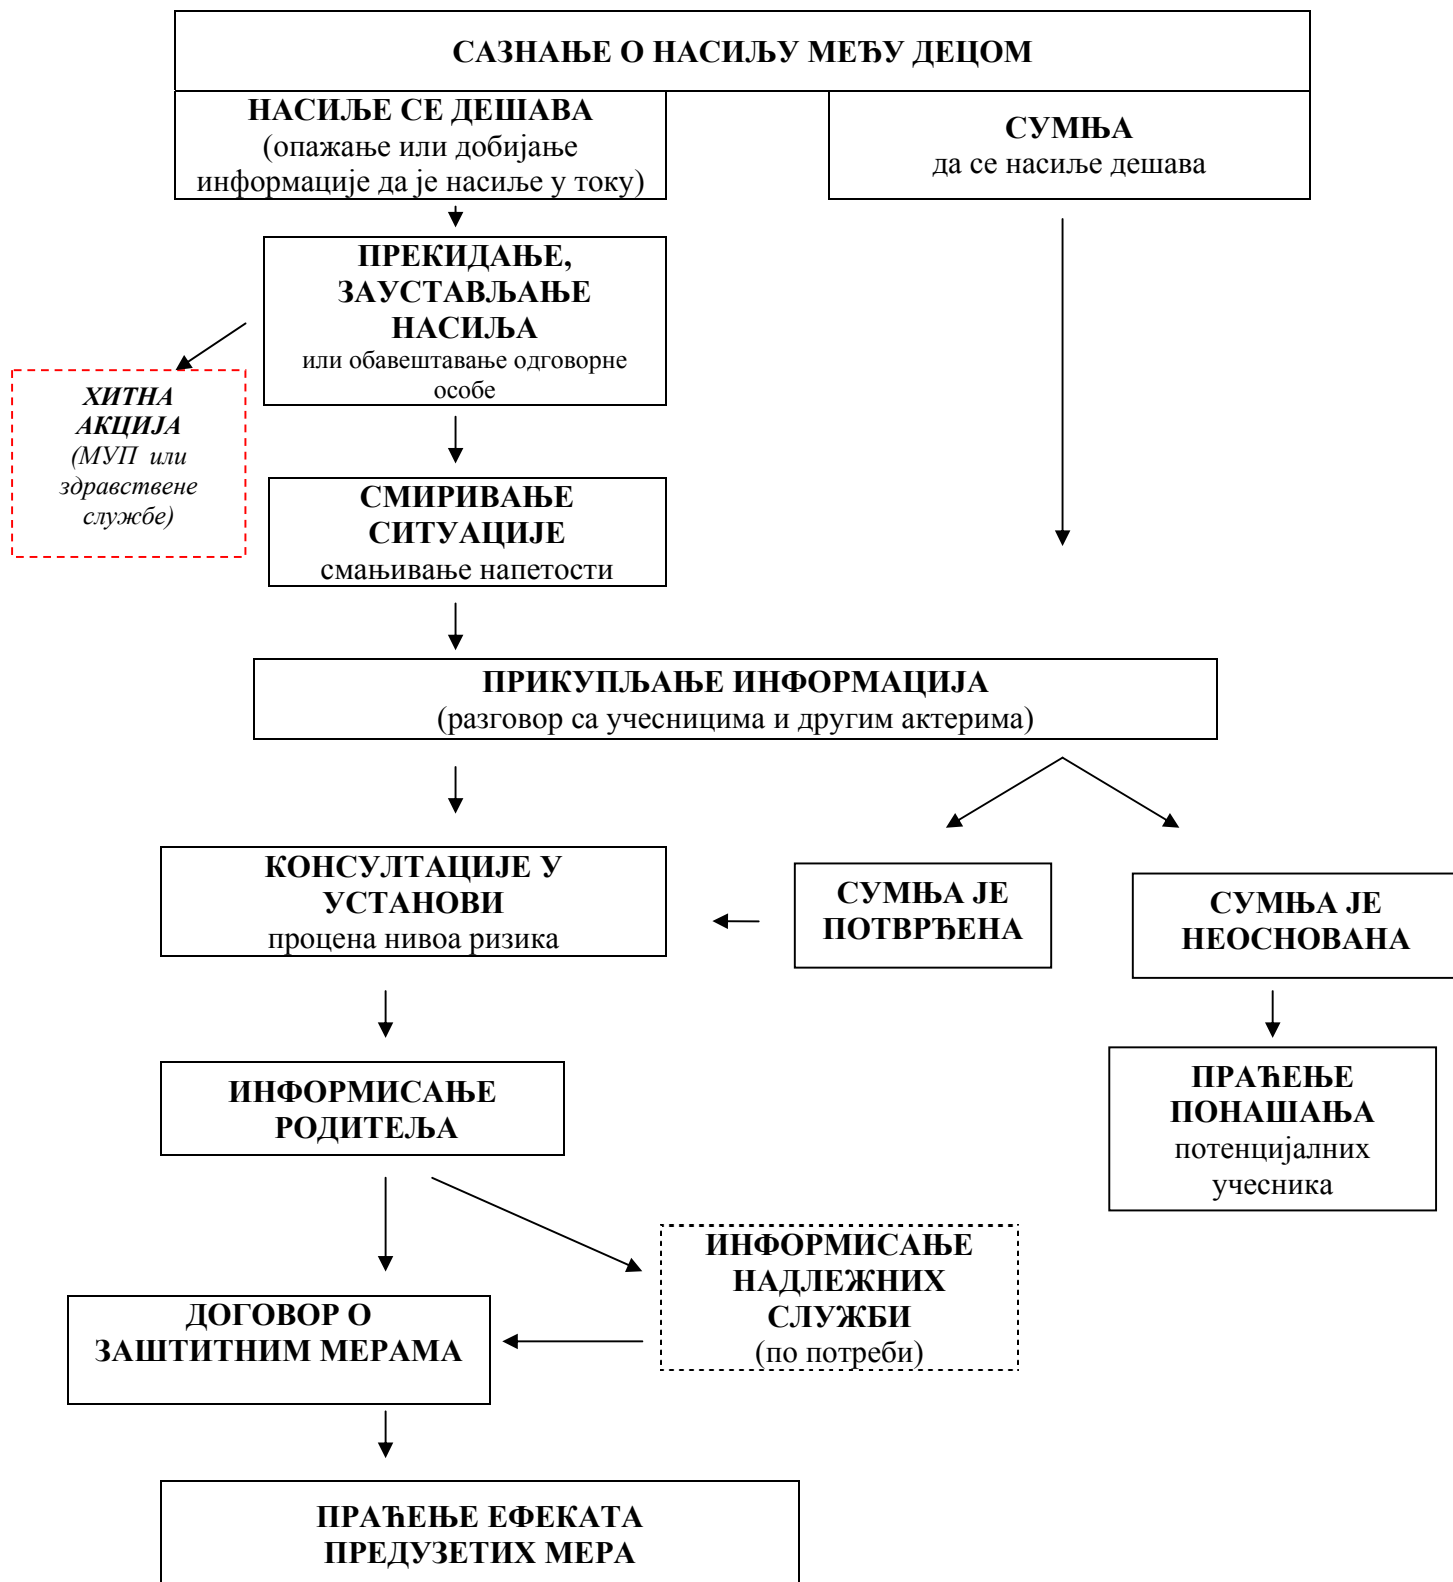 САЗНАЊЕ О НАСИЉУ МЕЂУ ДЕЦОМ
НАСИЉЕ СЕ ДЕШАВА
(опажање или добијање
информације да је насиље у току)
СУМЊА
да се насиље дешава
ПРЕКИДАЊЕ,
ЗАУСТАВЉАЊЕ
НАСИЉА
или обавештавање одговорне
особе
ХИТНА
АКЦИЈА
(МУП или
здравствене
службе)
СМИРИВАЊЕ
СИТУАЦИЈЕ
смањивање напетости
ПРИКУПЉАЊЕ ИНФОРМАЦИЈА
(разговор са учесницима и другим актерима)
КОНСУЛТАЦИЈЕ У
УСТАНОВИ
процена нивоа ризика
СУМЊА ЈЕ
ПОТВРЂЕНА
СУМЊА ЈЕ
НЕОСНОВАНА
ИНФОРМИСАЊЕ
РОДИТЕЉА
ПРАЋЕЊЕ
ПОНАШАЊА
потенцијалних
учесника
ИНФОРМИСАЊЕ
НАДЛЕЖНИХ
СЛУЖБИ
(по потреби)
ДОГОВОР О
ЗАШТИТНИМ МЕРАМА
ПРАЋЕЊЕ ЕФЕКАТА
ПРЕДУЗЕТИХ МЕРА